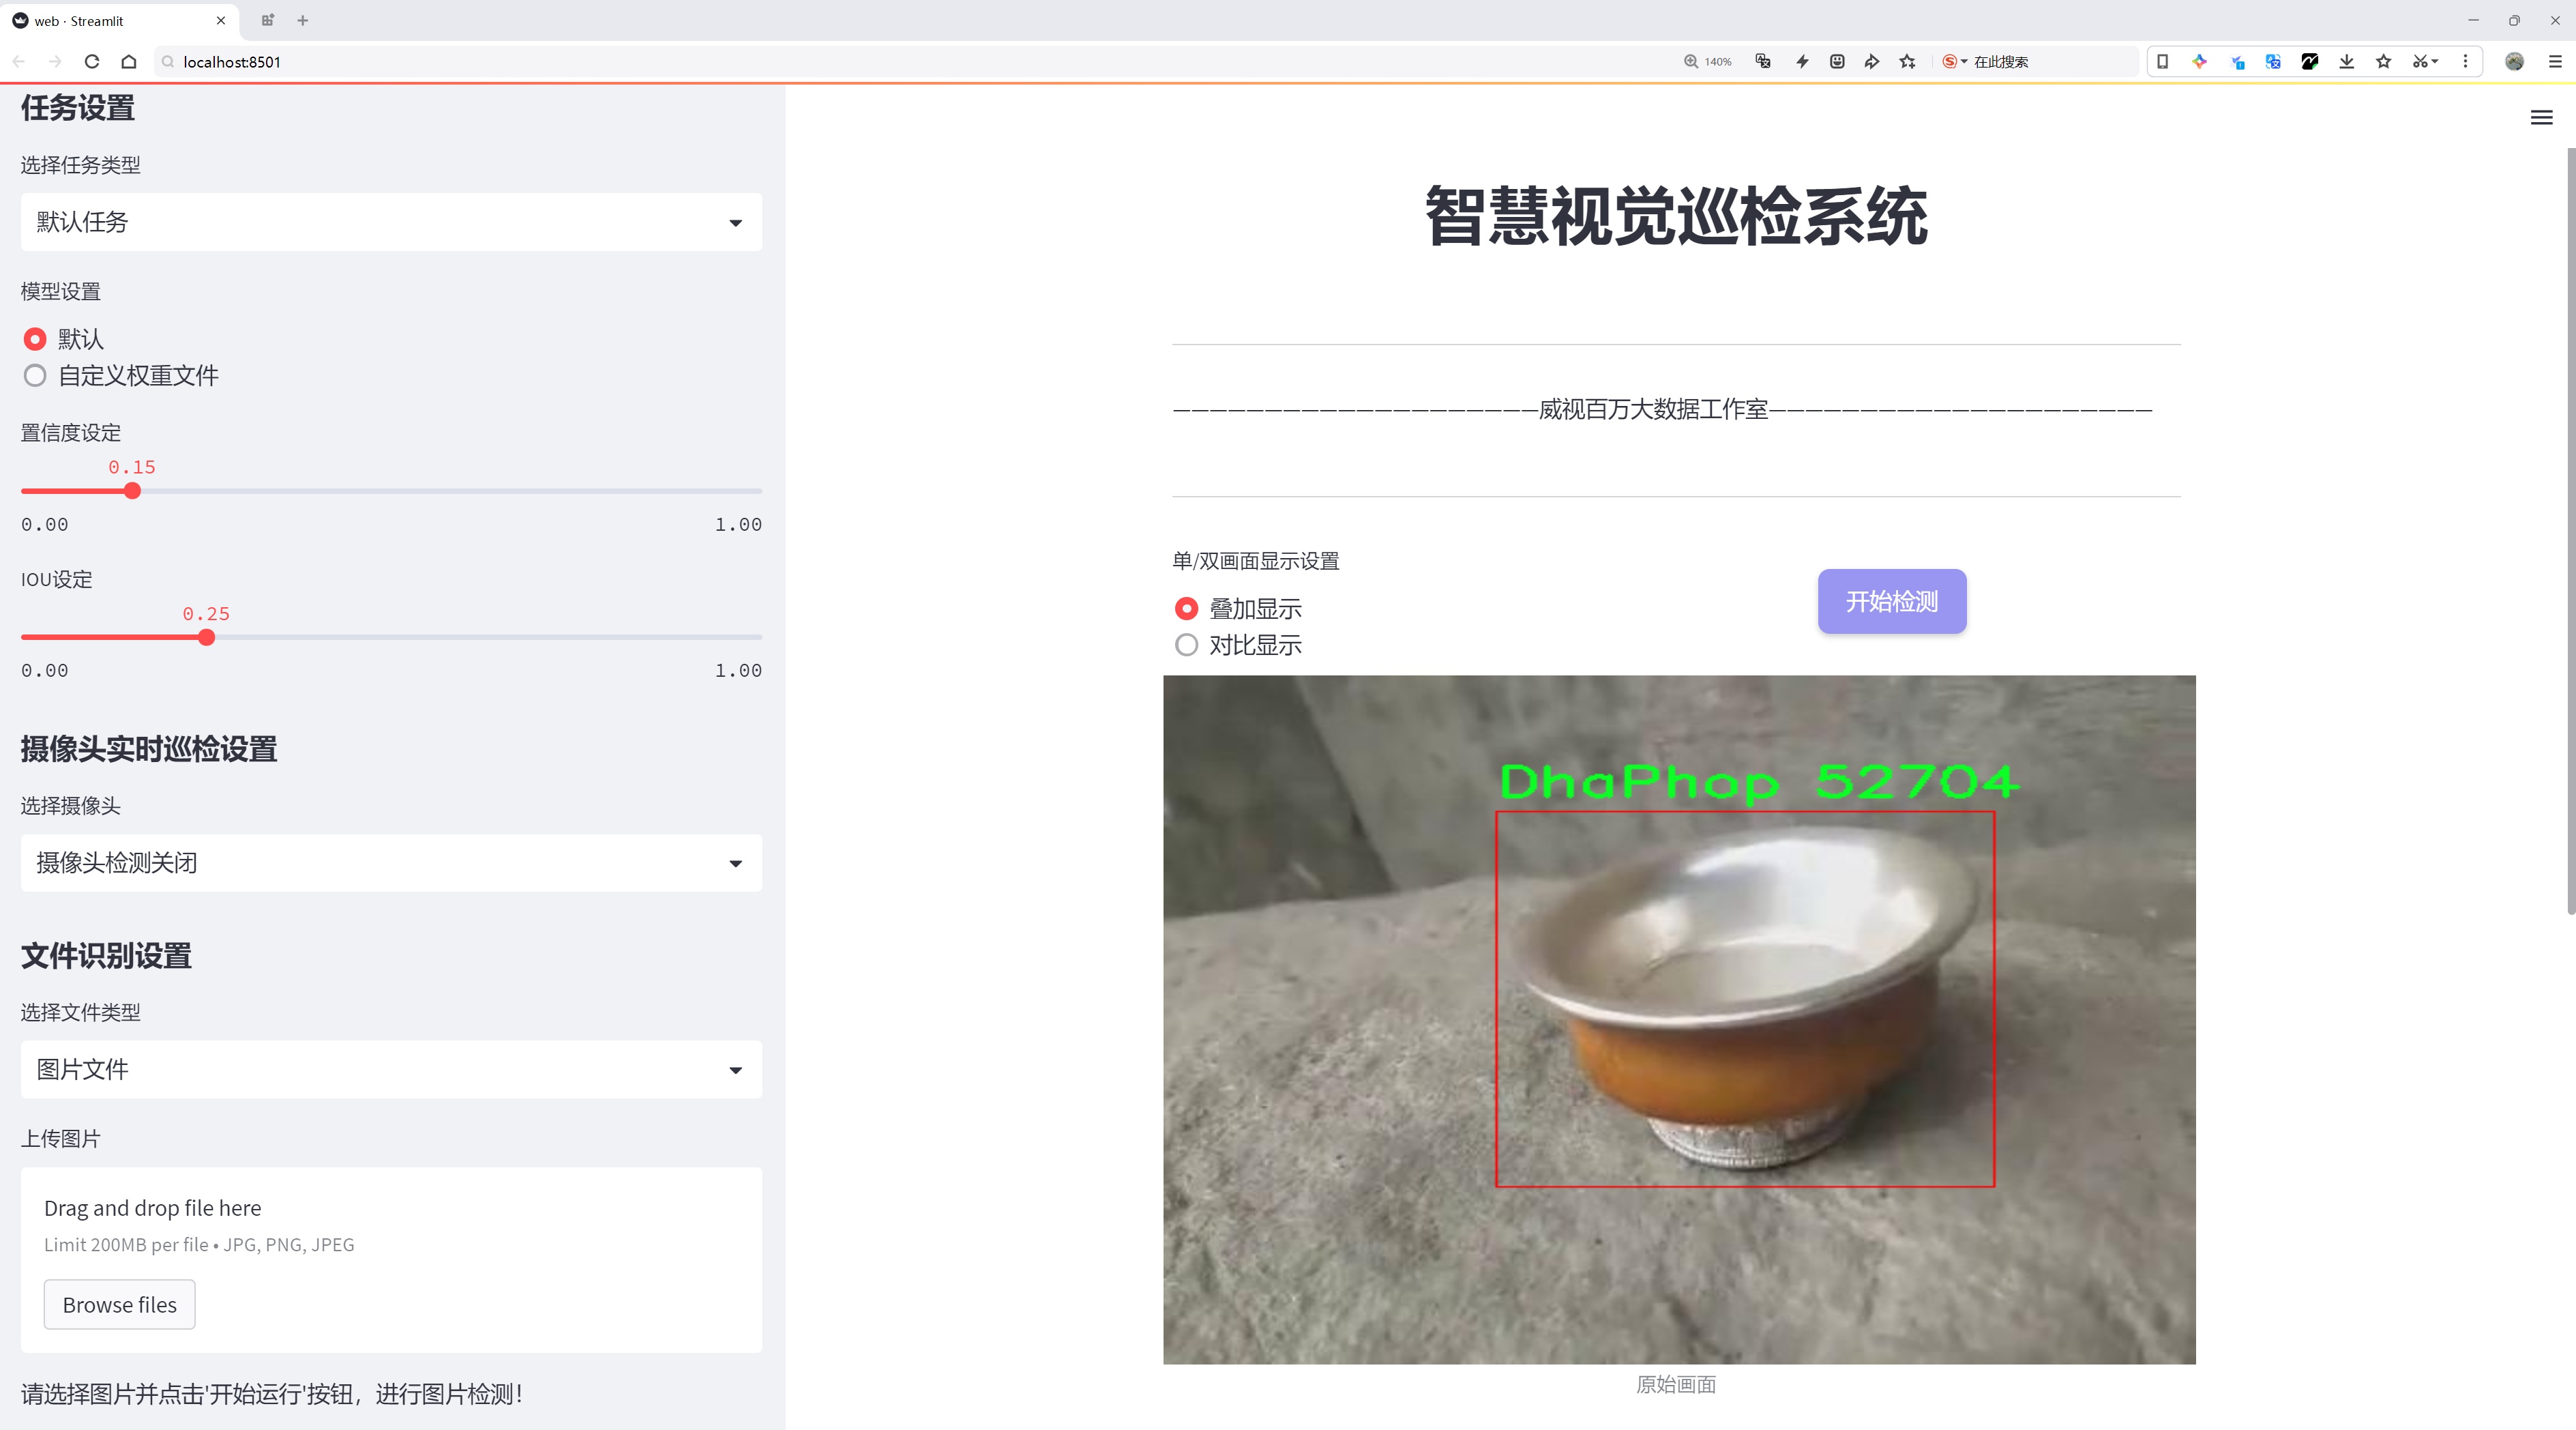 web · Streamlit
localhost:8501
140%
在此搜索
任务设置
选择任务类型
默认任务
模型设置
默认
自定义权重文件
置信度设定
0.15
0.00 1.00
IOU设定
0.25
0.00 1.00
摄像头实时巡检设置
选择摄像头
摄像头检测关闭
文件识别设置
选择文件类型
图片文件
上传图片
Drag and drop file here
Limit 200MB per file • JPG, PNG, JPEG
Browse files
请选择图片并点击'开始运行'按钮，进行图片检测！
智慧视觉巡检系统
————————————————————威视百万大数据工作室—————————————————————
单/双画面显示设置
叠加显示
对比显示
开始检测
DhaPhop 52704
原始画面